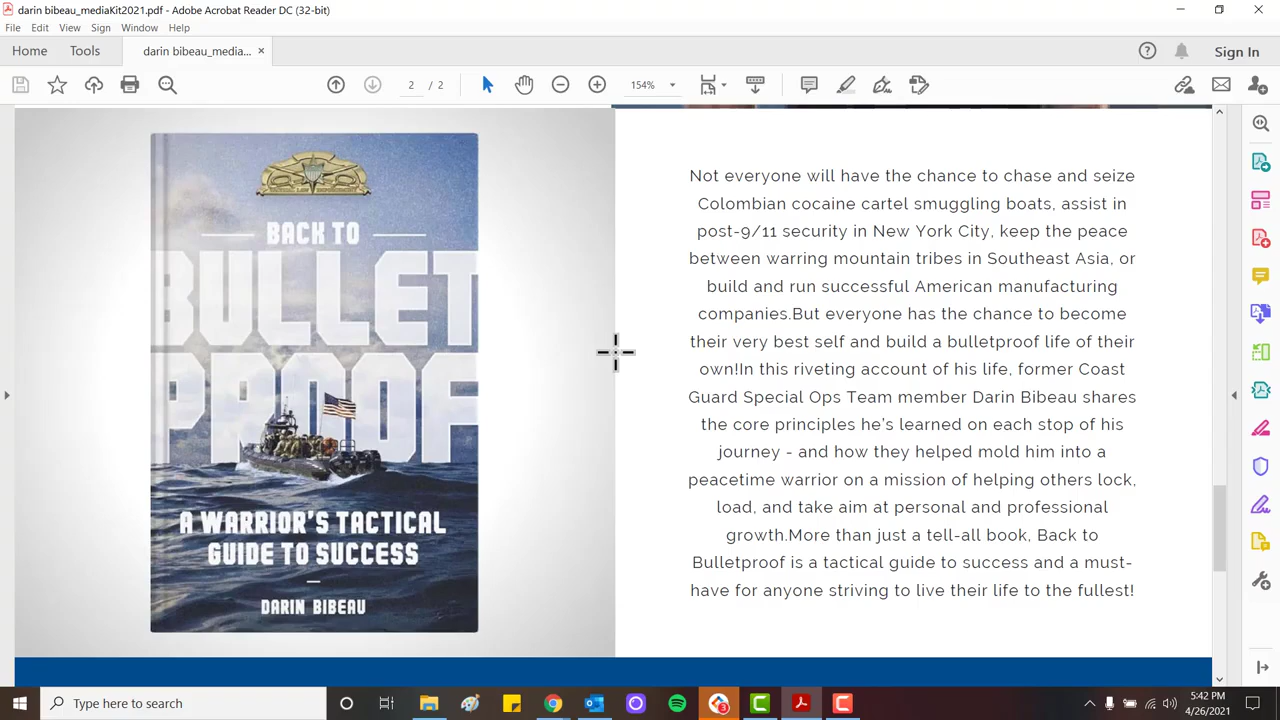 darin bibeau_mediaKit2021.pdf - Adobe Acrobat Reader DC (32-bit)
File Edit View Sign Window Help
Home Tools darin bibeau_media... ×
Sign In
2 / 2
154%
BACK TO
BULLET
PROOF
A WARRIOR'S TACTICAL
GUIDE TO SUCCESS
DARIN BIBEAU
Not everyone will have the chance to chase and seize
Colombian cocaine cartel smuggling boats, assist in
post-9/11 security in New York City, keep the peace
between warring mountain tribes in Southeast Asia, or
build and run successful American manufacturing
companies.But everyone has the chance to become
their very best self and build a bulletproof life of their
own!In this riveting account of his life, former Coast
Guard Special Ops Team member Darin Bibeau shares
the core principles he's learned on each stop of his
journey - and how they helped mold him into a
peacetime warrior on a mission of helping others lock,
load, and take aim at personal and professional
growth.More than just a tell-all book, Back to
Bulletproof is a tactical guide to success and a must-
have for anyone striving to live their life to the fullest!
Type here to search
3
5:42 PM
4/26/2021